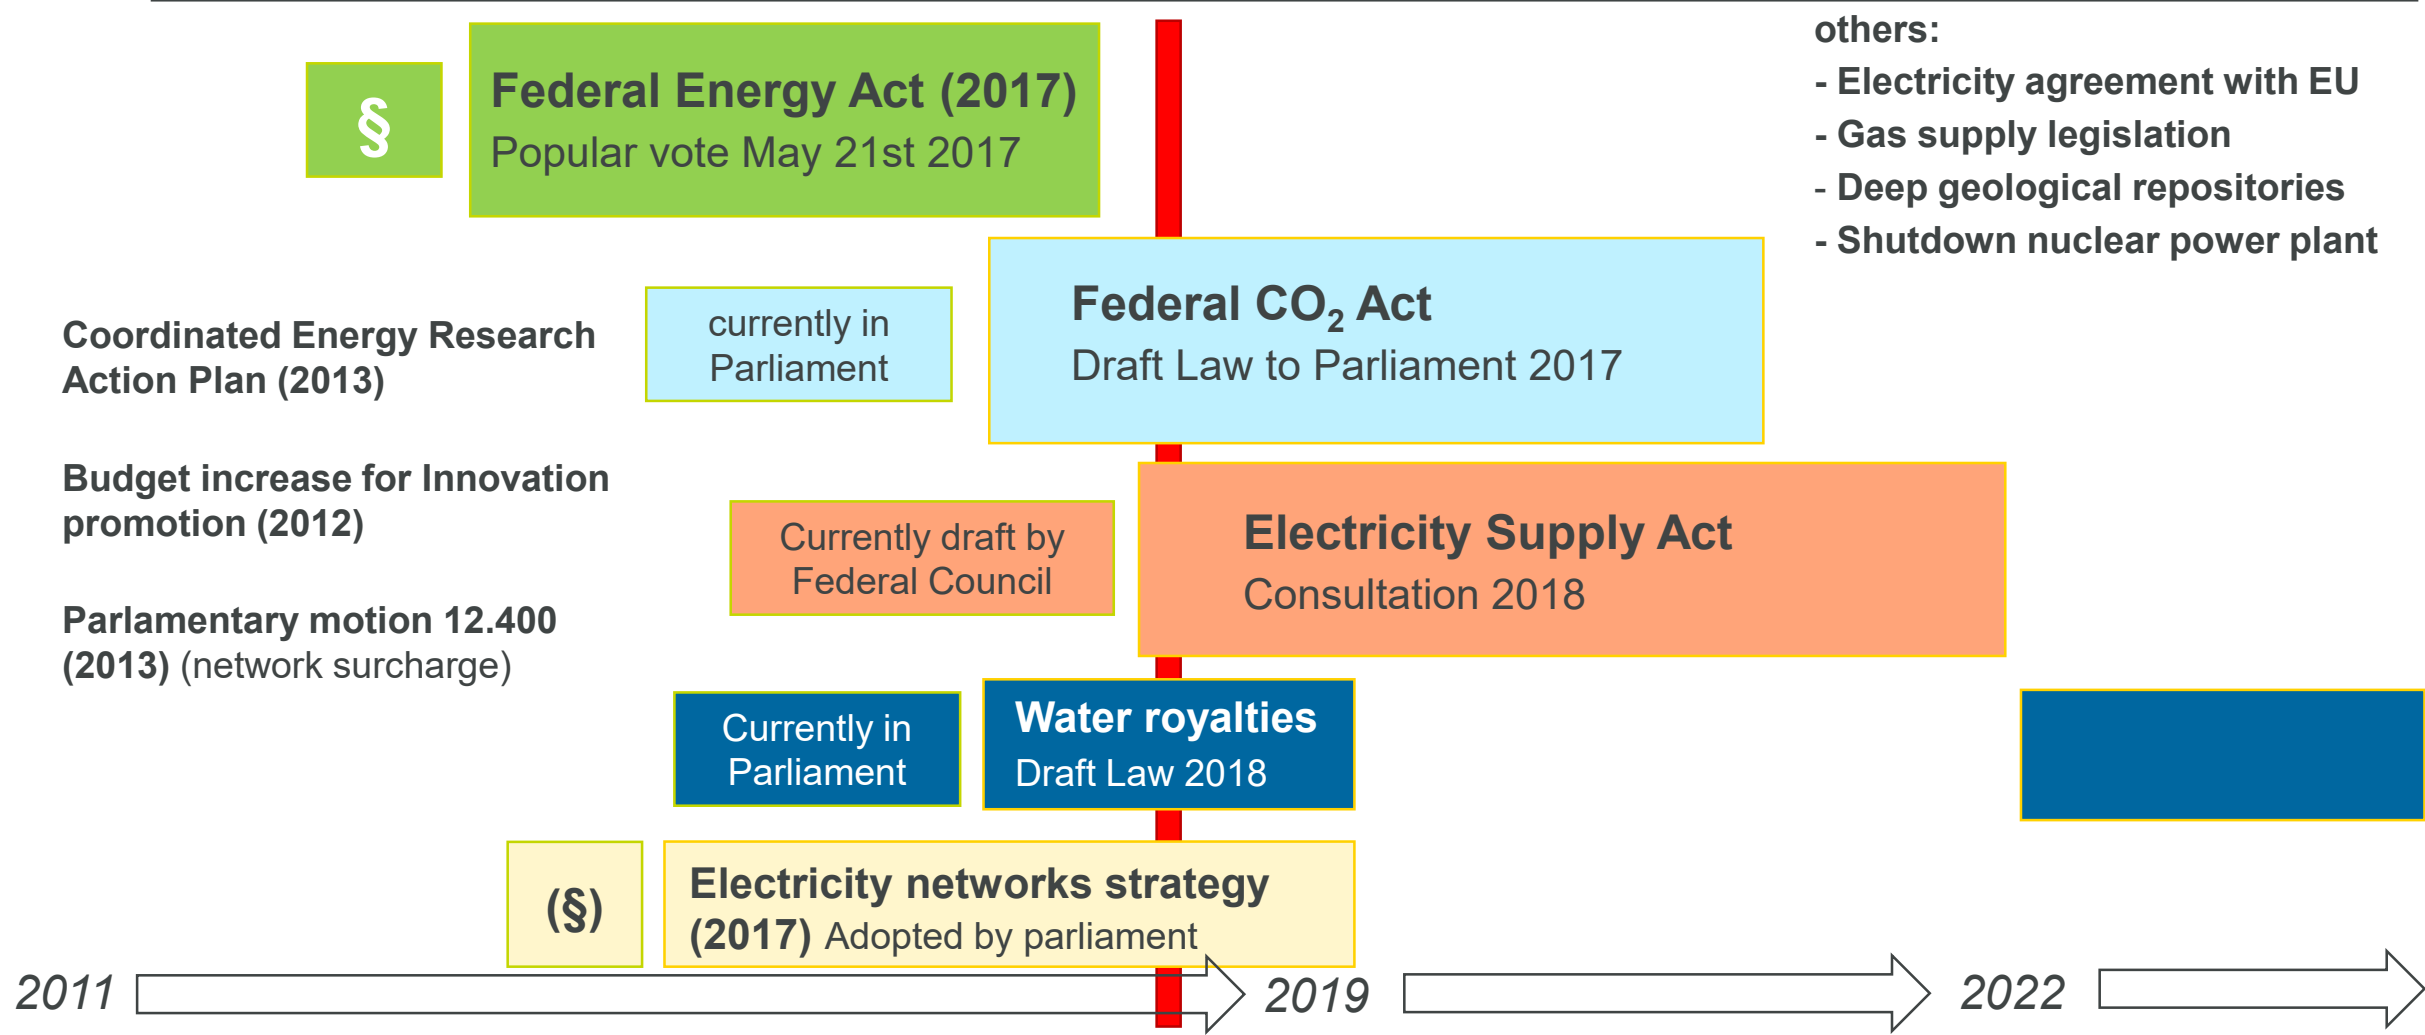 §
Federal Energy Act (2017)
Popular vote May 21st 2017
others:
- Electricity agreement with EU
- Gas supply legislation
- Deep geological repositories
- Shutdown nuclear power plant
Coordinated Energy Research
Action Plan (2013)
Budget increase for Innovation
promotion (2012)
Parlamentary motion 12.400
(2013) (network surcharge)
currently in
Parliament
Federal CO₂ Act
Draft Law to Parliament 2017
Currently draft by
Federal Council
Electricity Supply Act
Consultation 2018
Currently in
Parliament
Water royalties
Draft Law 2018
(§)
Electricity networks strategy
(2017) Adopted by parliament
2011
2019
2022